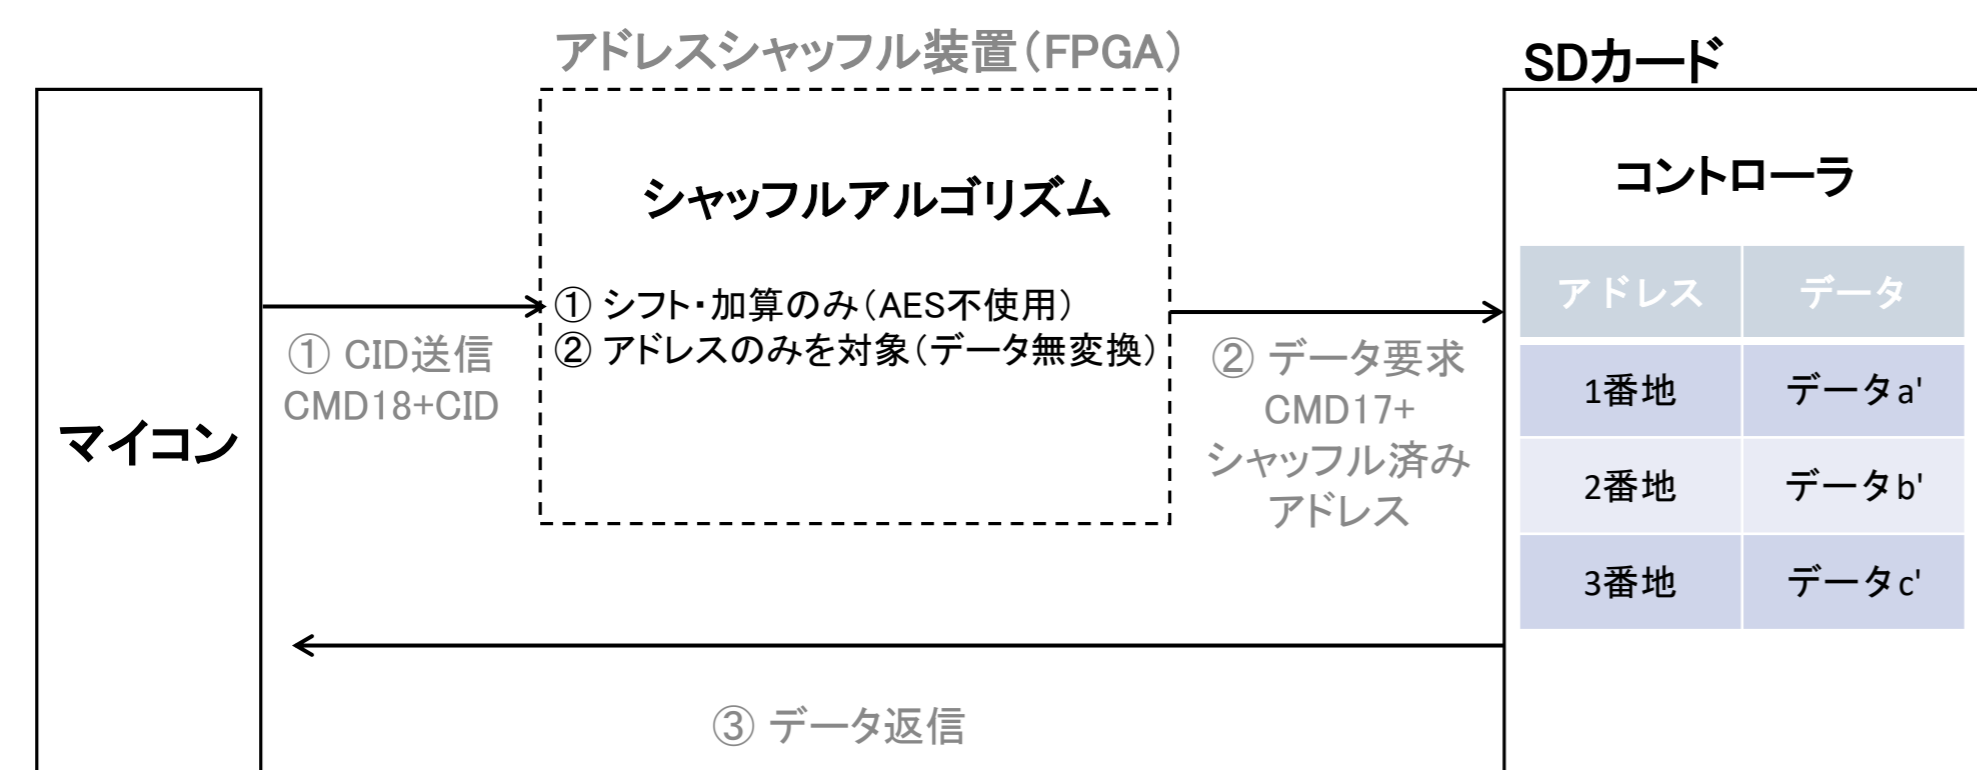 アドレスシャッフル装置(FPGA)
SDカード
マイコン
① CID送信
CMD18+CID
シャッフルアルゴリズム
① シフト・加算のみ(AES不使用)
② アドレスのみを対象(データ無変換)
② データ要求
CMD17+
シャッフル済み
アドレス
コントローラ
アドレス データ
1番地 データa'
2番地 データb'
3番地 データc'
③ データ返信